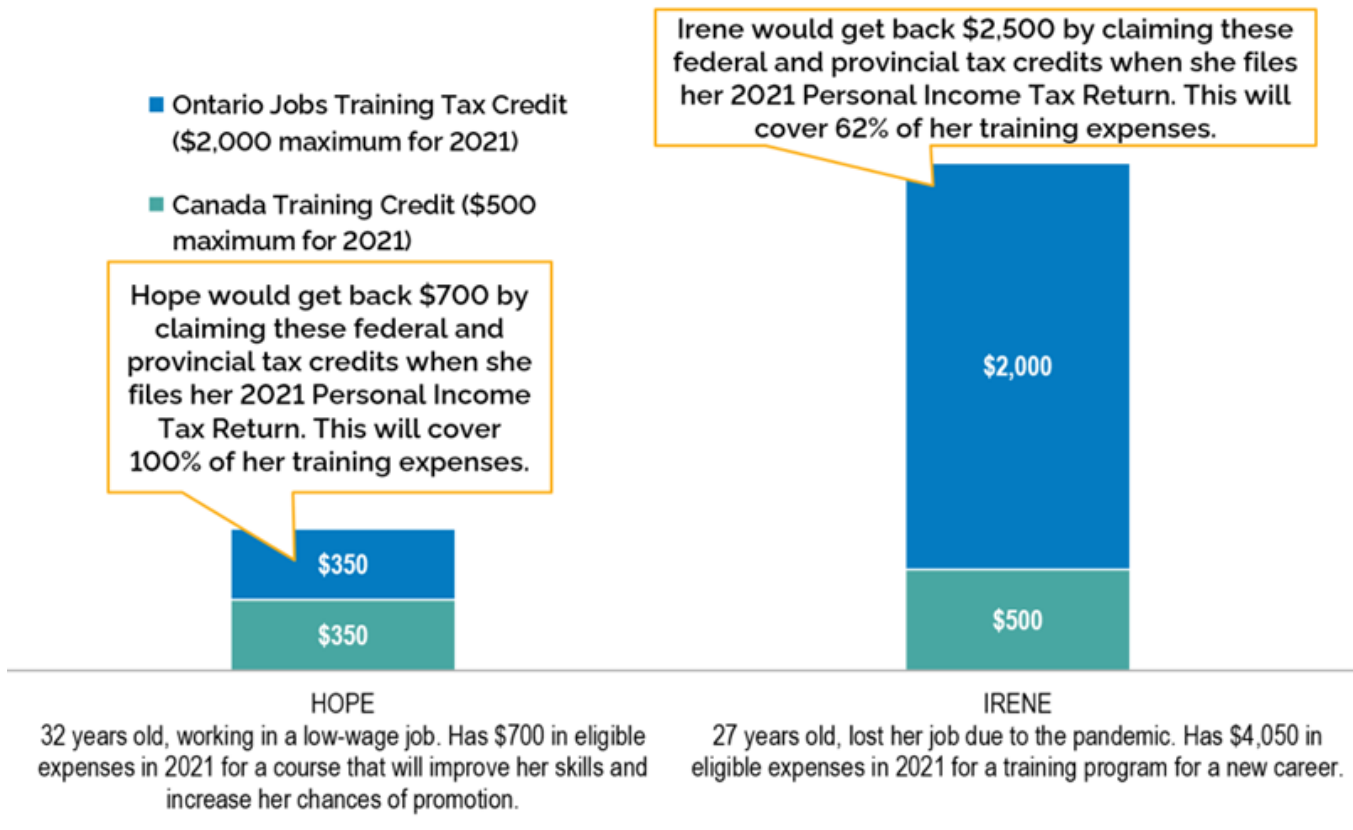 Irene would get back $2,500 by claiming these
federal and provincial tax credits when she files
her 2021 Personal Income Tax Return. This will
cover 62% of her training expenses.
Ontario Jobs Training Tax Credit
($2,000 maximum for 2021)
Canada Training Credit ($500
maximum for 2021)
Hope would get back $700 by
claiming these federal and
provincial tax credits when she
files her 2021 Personal Income
Tax Return. This will cover
100% of her training expenses.
$350
$350
$2,000
$500
HOPE
32 years old, working in a low-wage job. Has $700 in eligible
expenses in 2021 for a course that will improve her skills and
increase her chances of promotion.
IRENE
27 years old, lost her job due to the pandemic. Has $4,050 in
eligible expenses in 2021 for a training program for a new career.